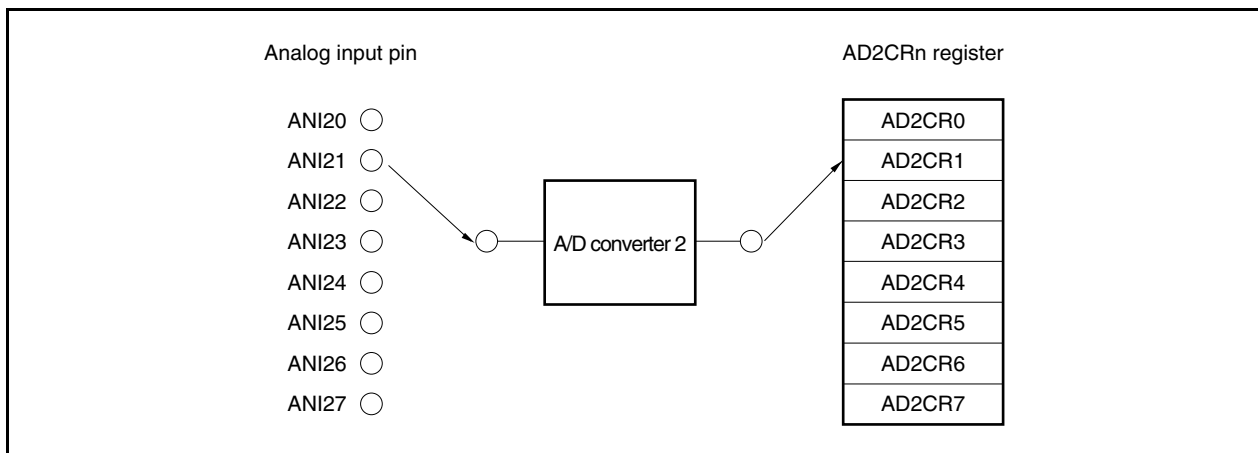 Analog input pin
AD2CRn register
ANI20
ANI21
ANI22
ANI23
ANI24
ANI25
ANI26
ANI27
A/D converter 2
AD2CR0
AD2CR1
AD2CR2
AD2CR3
AD2CR4
AD2CR5
AD2CR6
AD2CR7